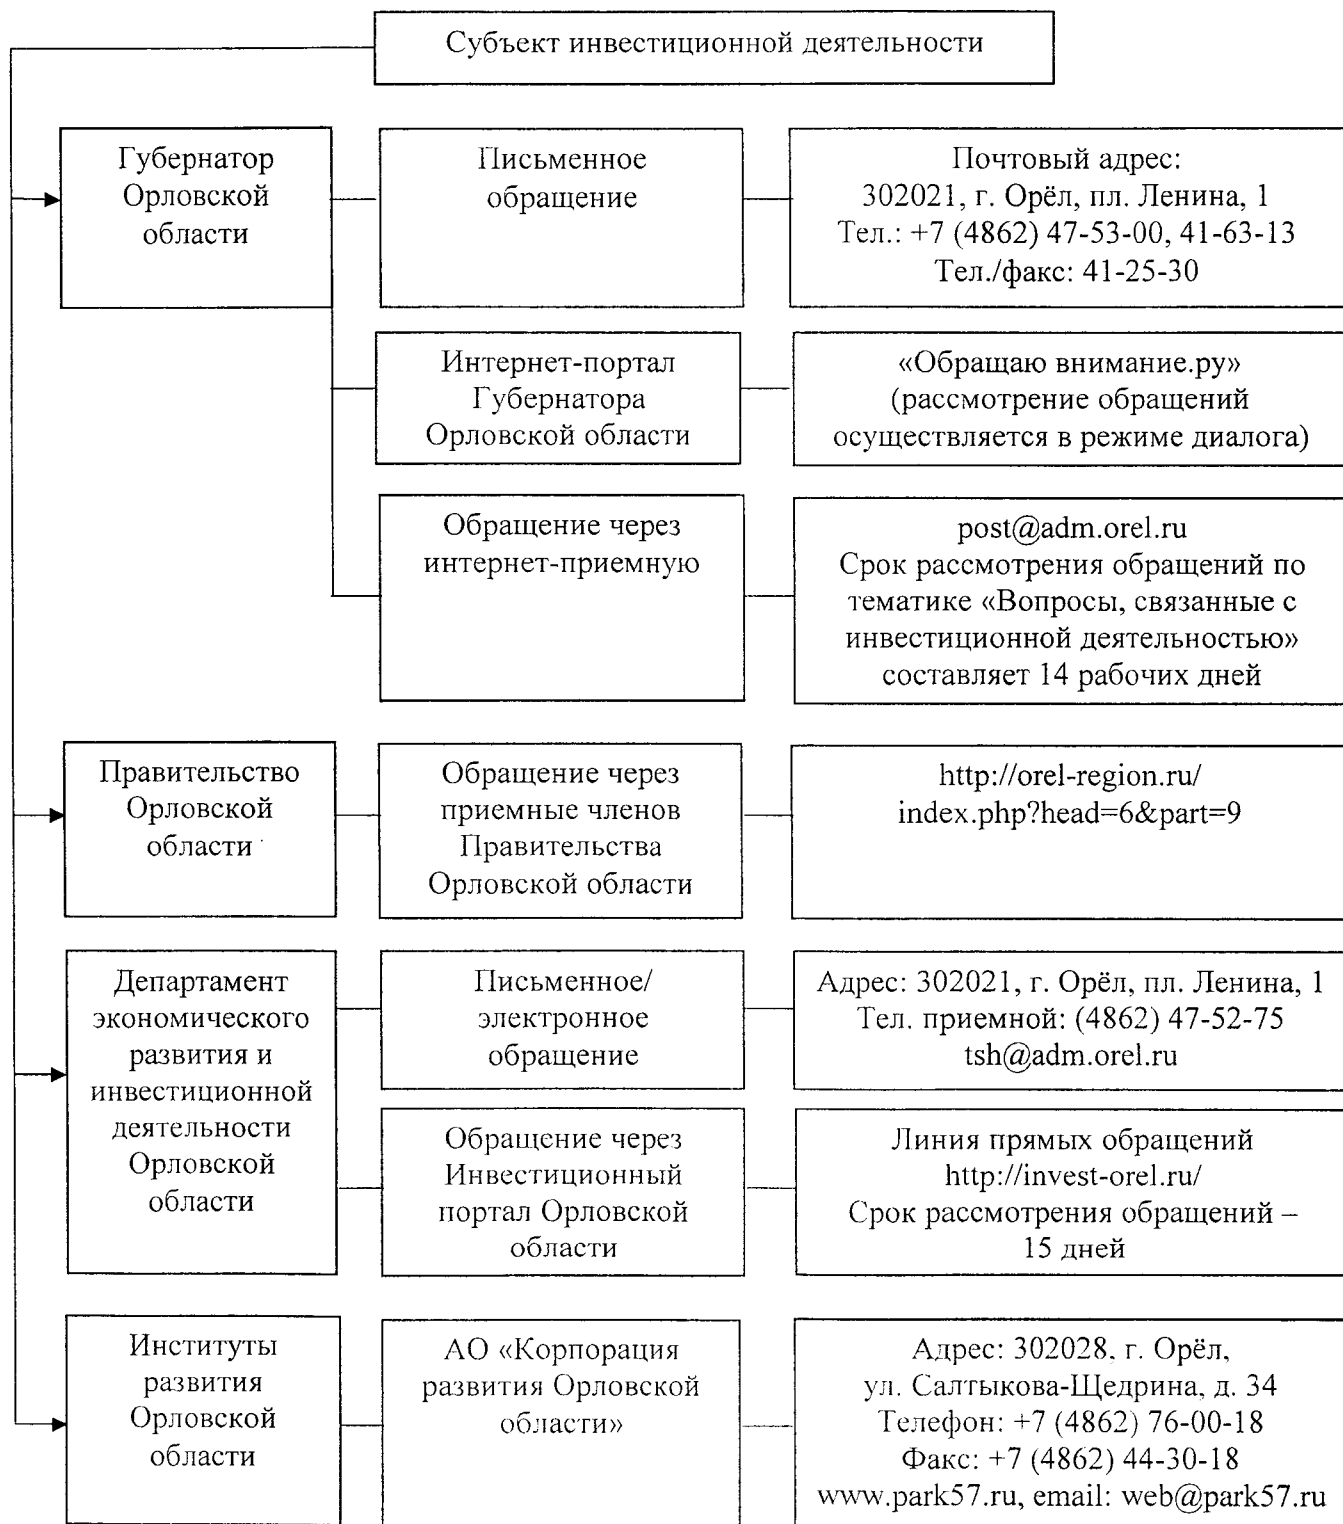 Субъект инвестиционной деятельности
Губернатор
Орловской
области
Письменное
обращение
Почтовый адрес:
302021, г. Орёл, пл. Ленина, 1
Тел.: +7 (4862) 47-53-00, 41-63-13
Тел./факс: 41-25-30
Интернет-портал
Губернатора
Орловской области
«Обращаю внимание.ру»
(рассмотрение обращений
осуществляется в режиме диалога)
Обращение через
интернет-приемную
post@adm.orel.ru
Срок рассмотрения обращений по
тематике «Вопросы, связанные с
инвестиционной деятельностью»
составляет 14 рабочих дней
Правительство
Орловской
области
Обращение через
приемные членов
Правительства
Орловской области
http://orel-region.ru/
index.php?head=6&part=9
Департамент
экономического
развития и
инвестиционной
деятельности
Орловской
области
Письменное/
электронное
обращение
Адрес: 302021, г. Орёл, пл. Ленина, 1
Тел. приемной: (4862) 47-52-75
tsh@adm.orel.ru
Обращение через
Инвестиционный
портал Орловской
области
Линия прямых обращений
http://invest-orel.ru/
Срок рассмотрения обращений –
15 дней
Институты
развития
Орловской
области
АО «Корпорация
развития Орловской
области»
Адрес: 302028, г. Орёл,
ул. Салтыкова-Щедрина, д. 34
Телефон: +7 (4862) 76-00-18
Факс: +7 (4862) 44-30-18
www.park57.ru, email: web@park57.ru